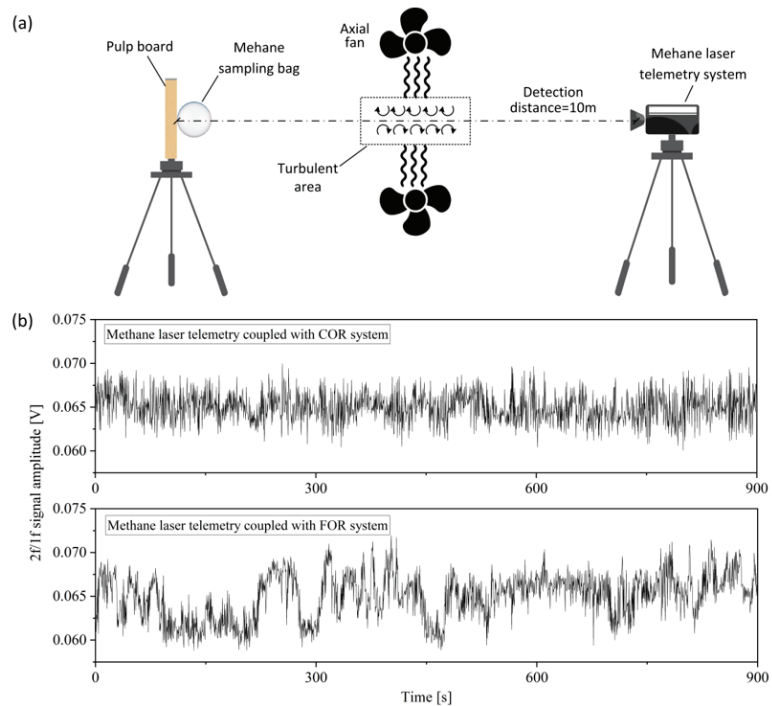 (a)
Pulp board
Mehane
sampling bag
Axial
fan
Turbulent
area
Detection
distance=10m
Mehane laser
telemetry system
(b)
2f/1f signal amplitude [V]
0.075
0.070
0.065
0.060
Methane laser telemetry coupled with COR system
0
300
600
900
0.075
0.070
0.065
0.060
Methane laser telemetry coupled with FOR system
0
300
600
900
Time [s]